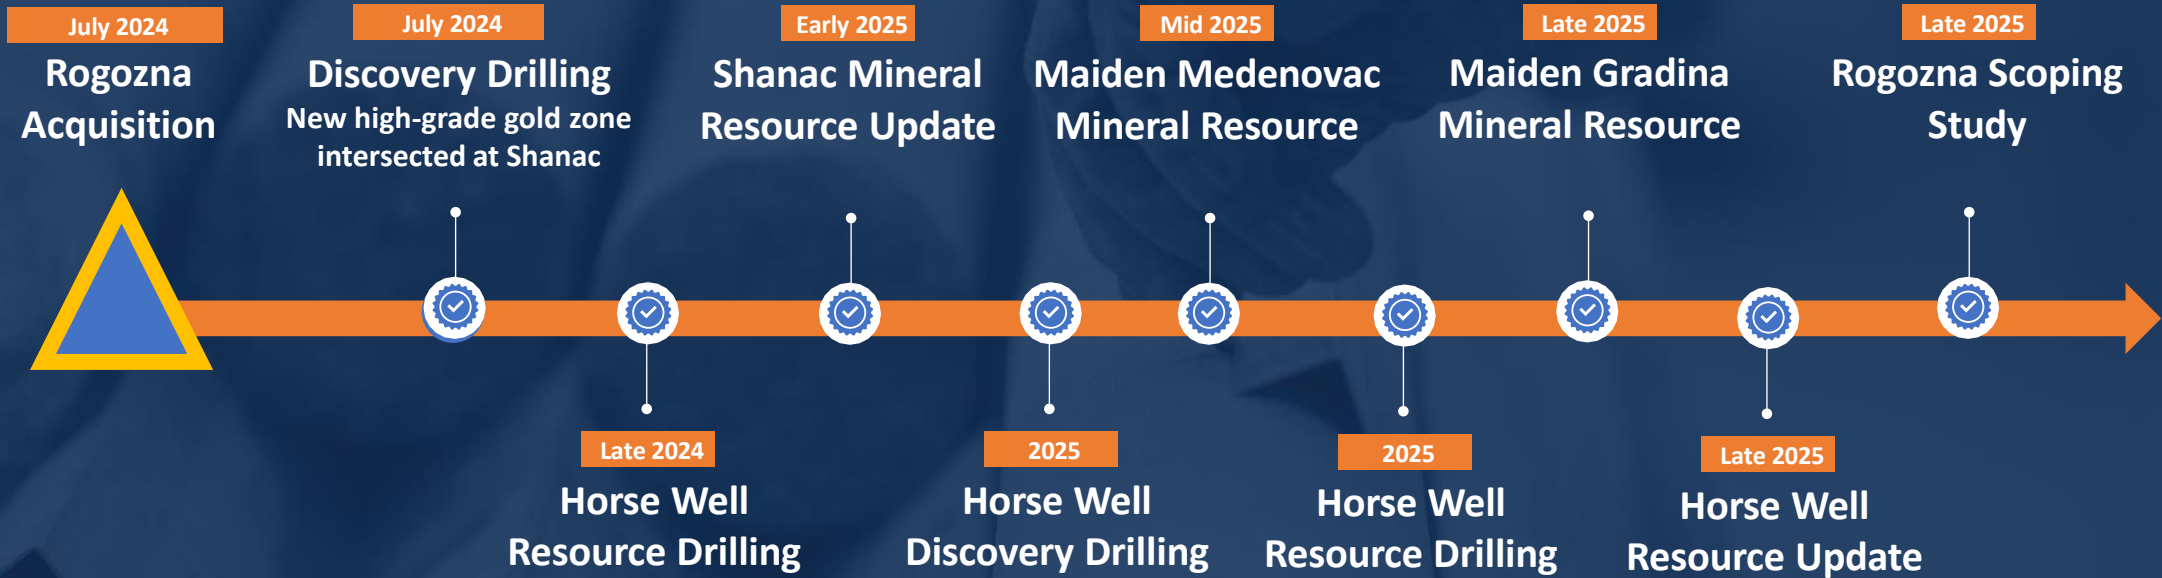 July 2024
Rogozna
Acquisition
July 2024
Discovery Drilling
New high-grade gold zone
intersected at Shanac
Early 2025
Shanac Mineral
Resource Update
Mid 2025
Maiden Medenovac
Mineral Resource
Late 2025
Maiden Gradina
Mineral Resource
Late 2025
Rogozna Scoping
Study
Late 2024
Horse Well
Resource Drilling
2025
Horse Well
Discovery Drilling
2025
Horse Well
Resource Drilling
Late 2025
Horse Well
Resource Update